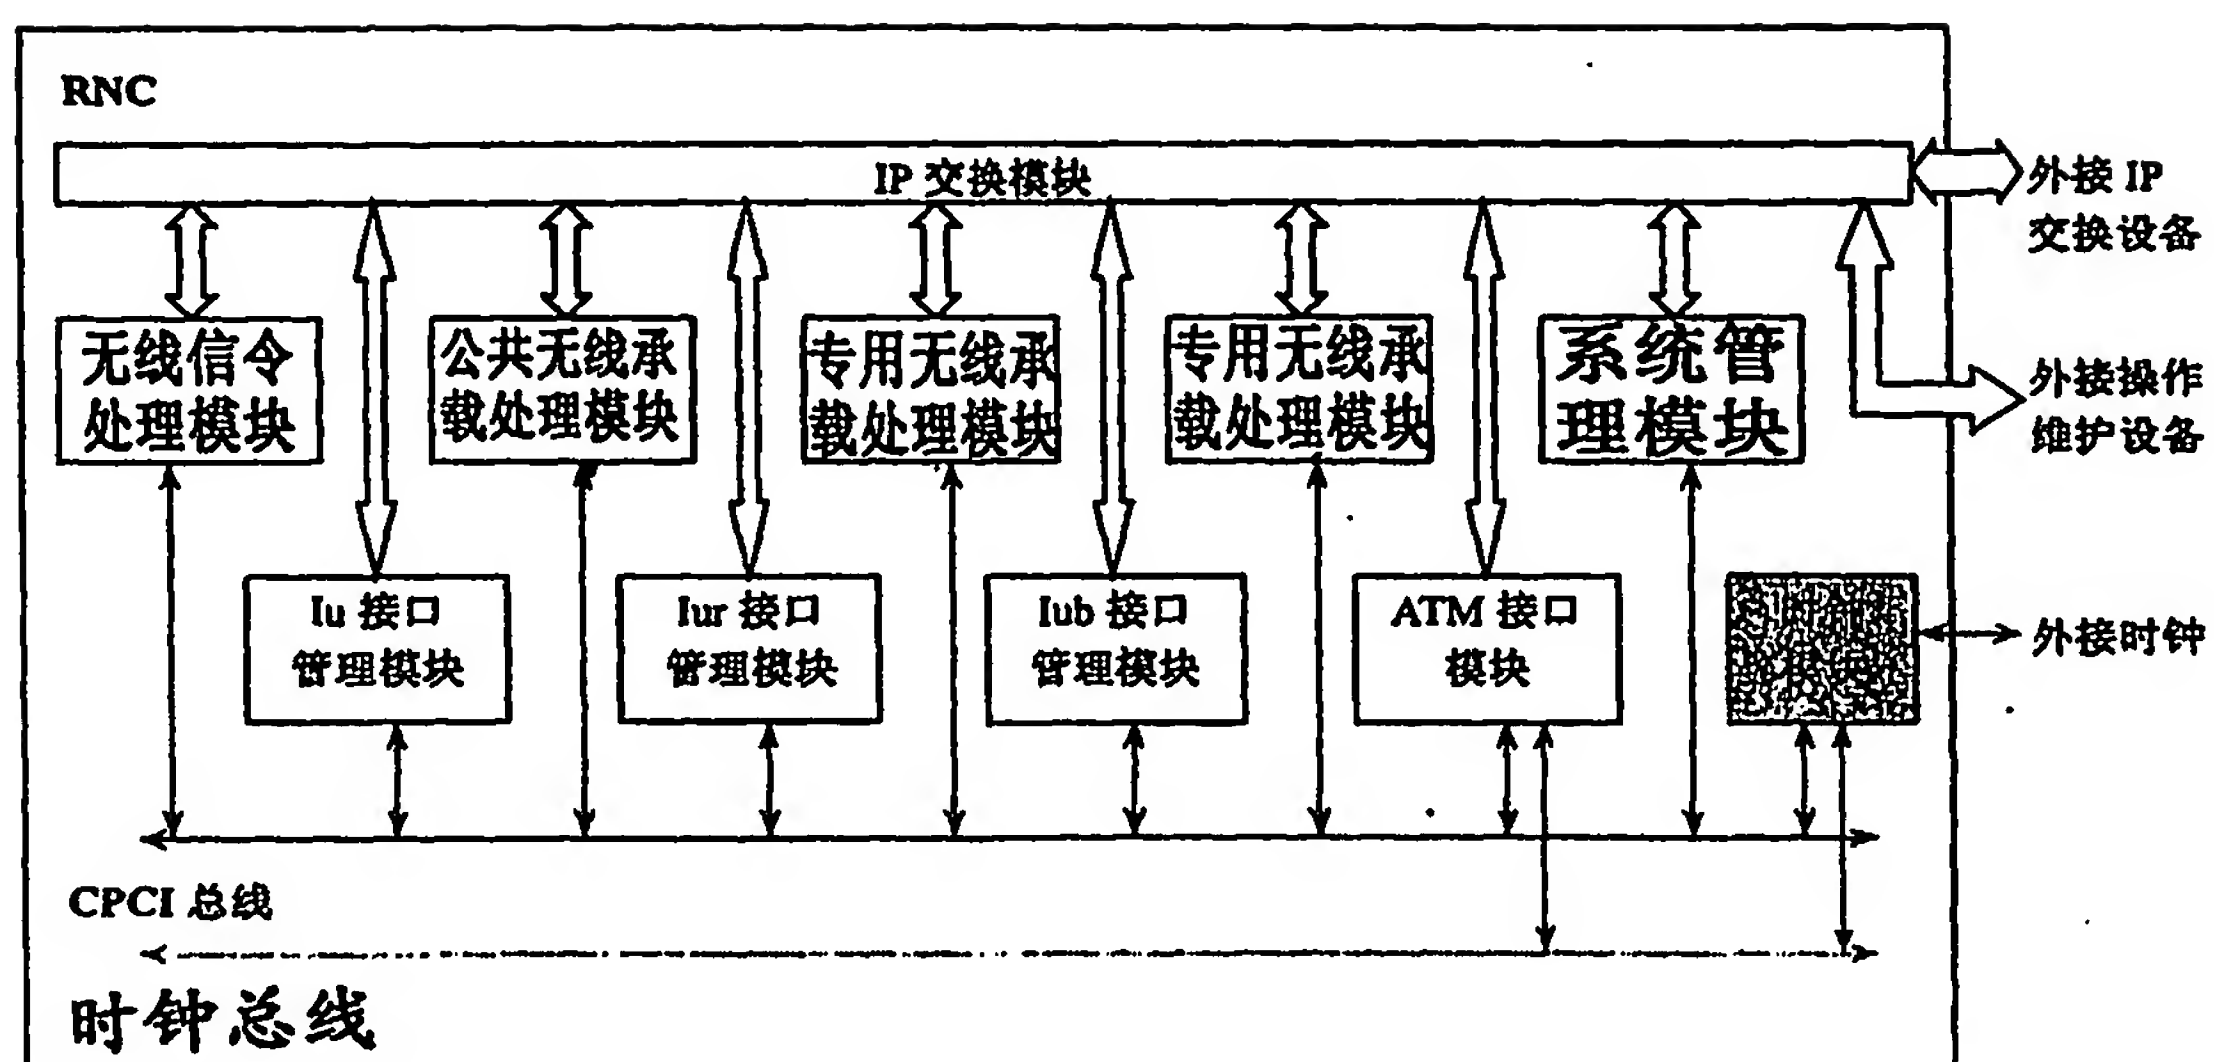 RNC
IP 交换模块
外接 IP
交换设备
无线信令
处理模块
公共无线承
载处理模块
专用无线承
载处理模块
专用无线承
载处理模块
系统管
理模块
外接操作
维护设备
Iu 接口
管理模块
Iur 接口
管理模块
Iub 接口
管理模块
ATM 接口
模块
外接时钟
CPCI 总线
时钟总线